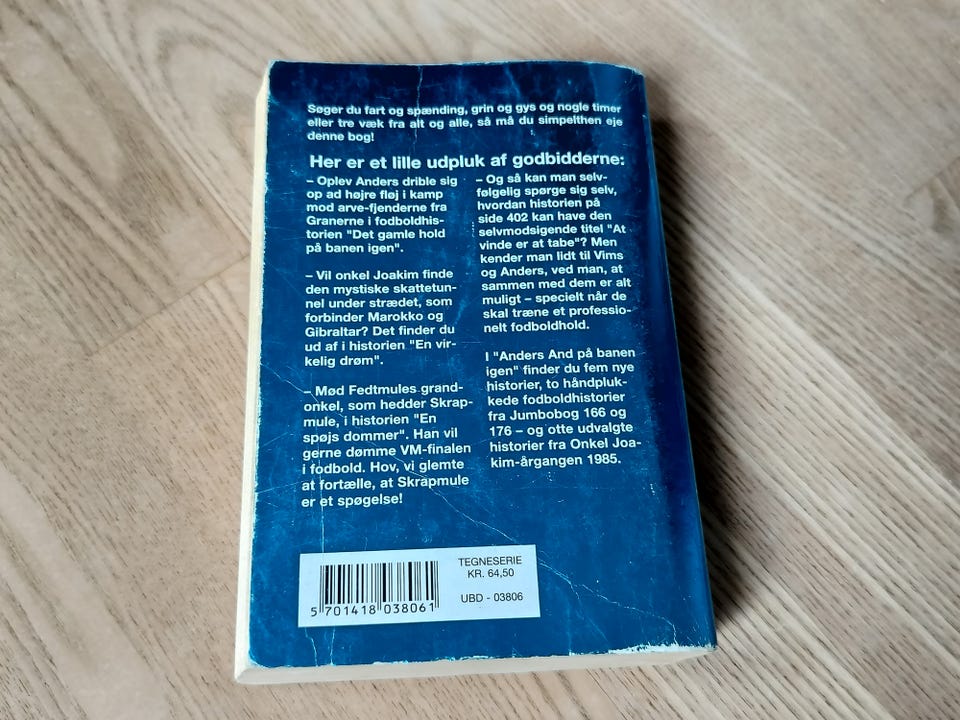 Søger du fart og spænding, grin og gys og nogle timer
eller tre væk fra alt og alle, så må du simpelthen eje
denne bog!
Her er et lille udpluk af godbidderne:
– Oplev Anders drible sig
op ad højre fløj i kamp
mod arve-fjenderne fra
Granerne i fodboldhis-
torien "Det gamle hold
på banen igen".
– Vil onkel Joakim finde
den mystiske skattetun-
nel under strædet, som
forbinder Marokko og
Gibraltar? Det finder du
ud af i historien "En vir-
kelig drøm".
– Mød Fedtmules grand-
onkel, som hedder Skrap-
mule, i historien "En
spøjs dommer". Han vil
gerne dømme VM-finalen
i fodbold. Hov, vi glemte
at fortælle, at Skrapmule
er et spøgelse!
– Og så kan man selv-
følgelig spørge sig selv,
hvordan historien på
side 402 kan have den
selvmodsigende titel "At
vinde er at tabe"? Men
kender man lidt til Vims
og Anders, ved man, at
sammen med dem er alt
muligt – specielt når de
skal træne et professio-
nelt fodboldhold.
I "Anders And på banen
igen" finder du fem nye
historier, to håndpluk-
kede fodboldhistorier
fra Jumbobog 166 og
176 – og otte udvalgte
historier fra Onkel Joa-
kim-årgangen 1985.
TEGNESERIE
KR. 64,50
UBD - 03806
5 701418 038061